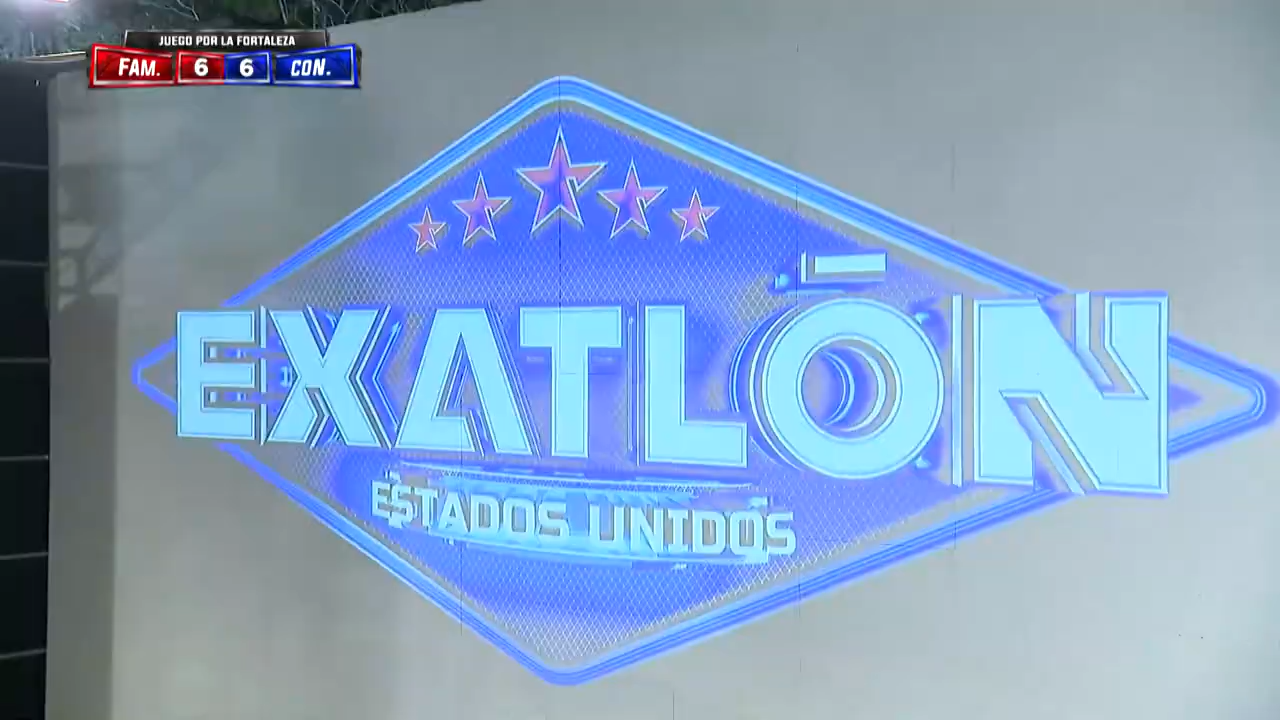 JUEGO POR LA FORTALEZA
FAM. 6 6 CON.
EXATLÓN
ESTADOS UNIDOS